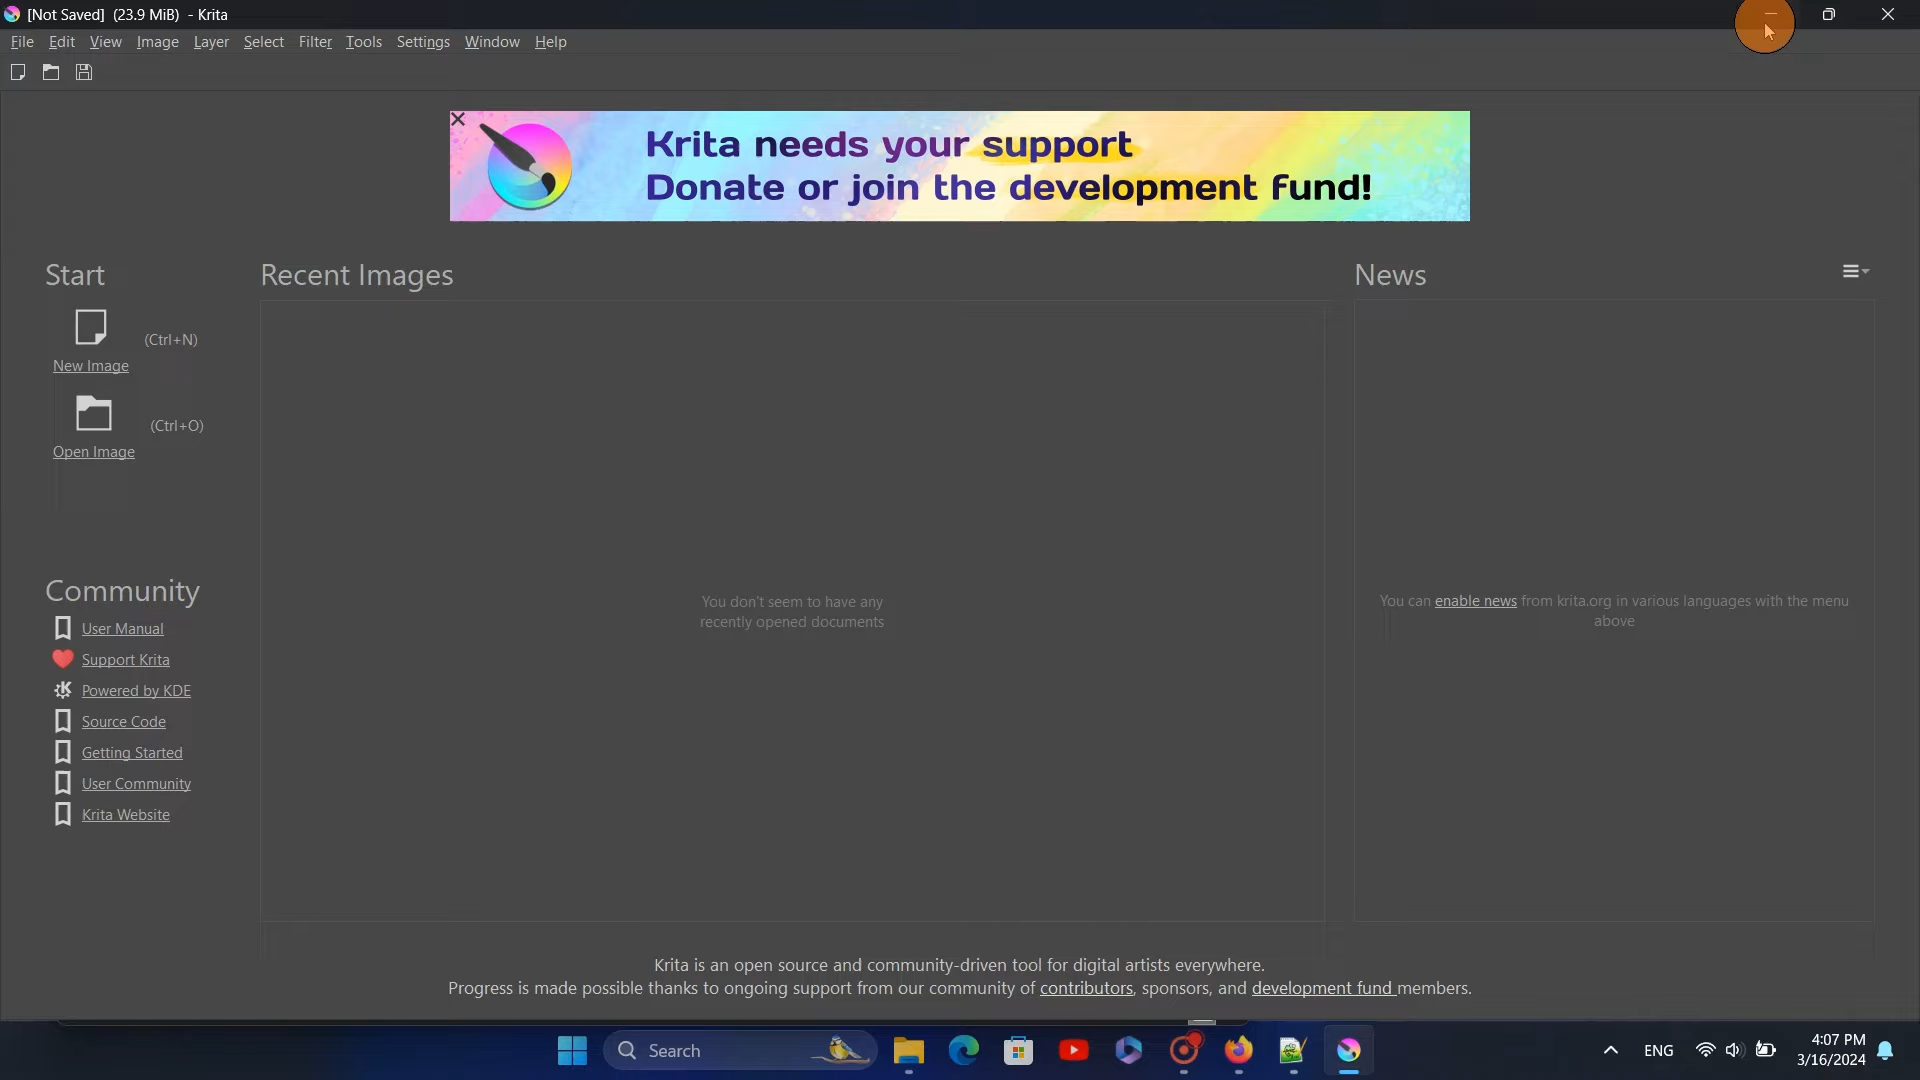 [Not Saved] (23.9 MiB) - Krita
File Edit View Image Layer Select Filter Tools Settings Window Help
Krita needs your support
Donate or join the development fund!
Start
Recent Images
News
(Ctrl+N)
New Image
(Ctrl+O)
Open Image
Community
User Manual
Support Krita
Powered by KDE
Source Code
Getting Started
User Community
Krita Website
You don't seem to have any
recently opened documents
You can enable news from krita.org in various languages with the menu
above
Krita is an open source and community-driven tool for digital artists everywhere.
Progress is made possible thanks to ongoing support from our community of contributors, sponsors, and development fund members.
Search
ENG
4:07 PM
3/16/2024